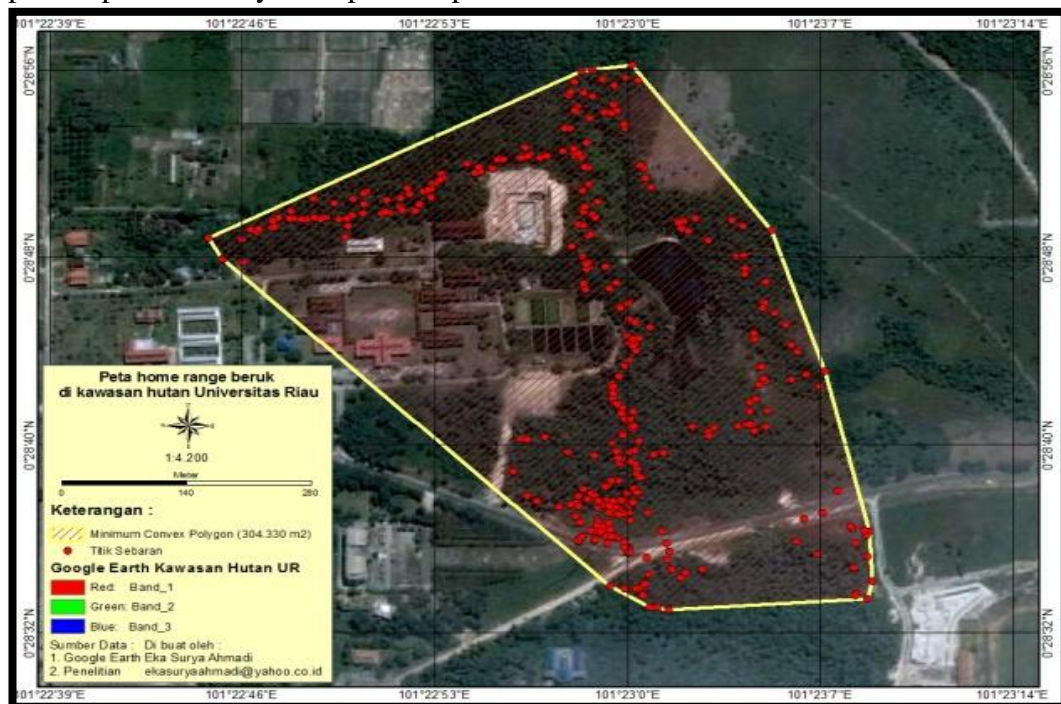 101°22'39"E 101°22'46"E 101°22'53"E 101°23'0"E 101°23'7"E 101°23'14"E
0°28'56"N 0°28'56"N
0°28'48"N 0°28'48"N
0°28'40"N 0°28'40"N
0°28'32"N 0°28'32"N
Peta home range beruk
di kawasan hutan Universitas Riau
1:4.200
Meter
0 140 280
Keterangan :
Minimum Convex Polygon (304.330 m2)
Titik Sebaran
Google Earth Kawasan Hutan UR
Red: Band_1
Green: Band_2
Blue: Band_3
Sumber Data : Di buat oleh :
1. Google Earth Eka Surya Ahmadi
2. Penelitian ekasuryaahmadi@yahoo.co.id
101°22'39"E 101°22'46"E 101°22'53"E 101°23'0"E 101°23'7"E 101°23'14"E